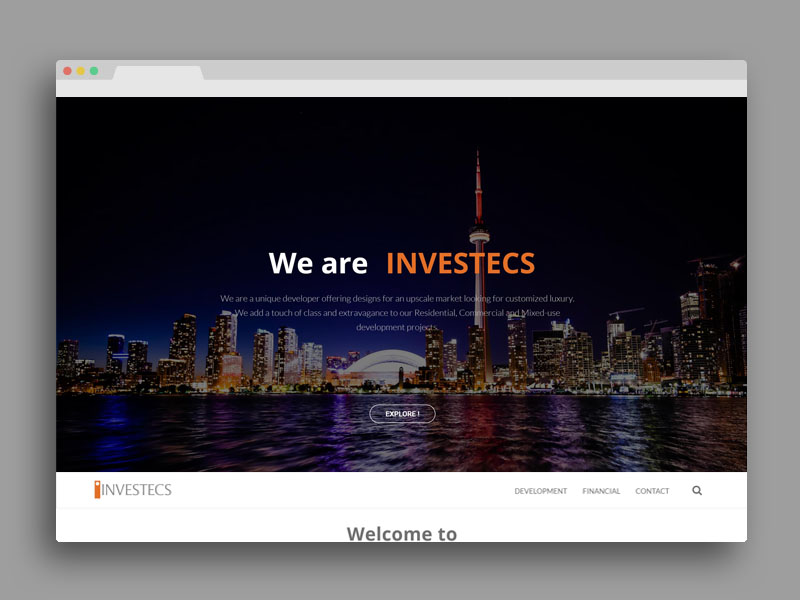 We are INVESTECS
We are a unique developer offering designs for an upscale market looking for customized luxury.
We add a touch of class and extravagance to our Residential, Commercial and Mixed-use
development projects.
EXPLORE !
INVESTECS
DEVELOPMENT FINANCIAL CONTACT
Welcome to